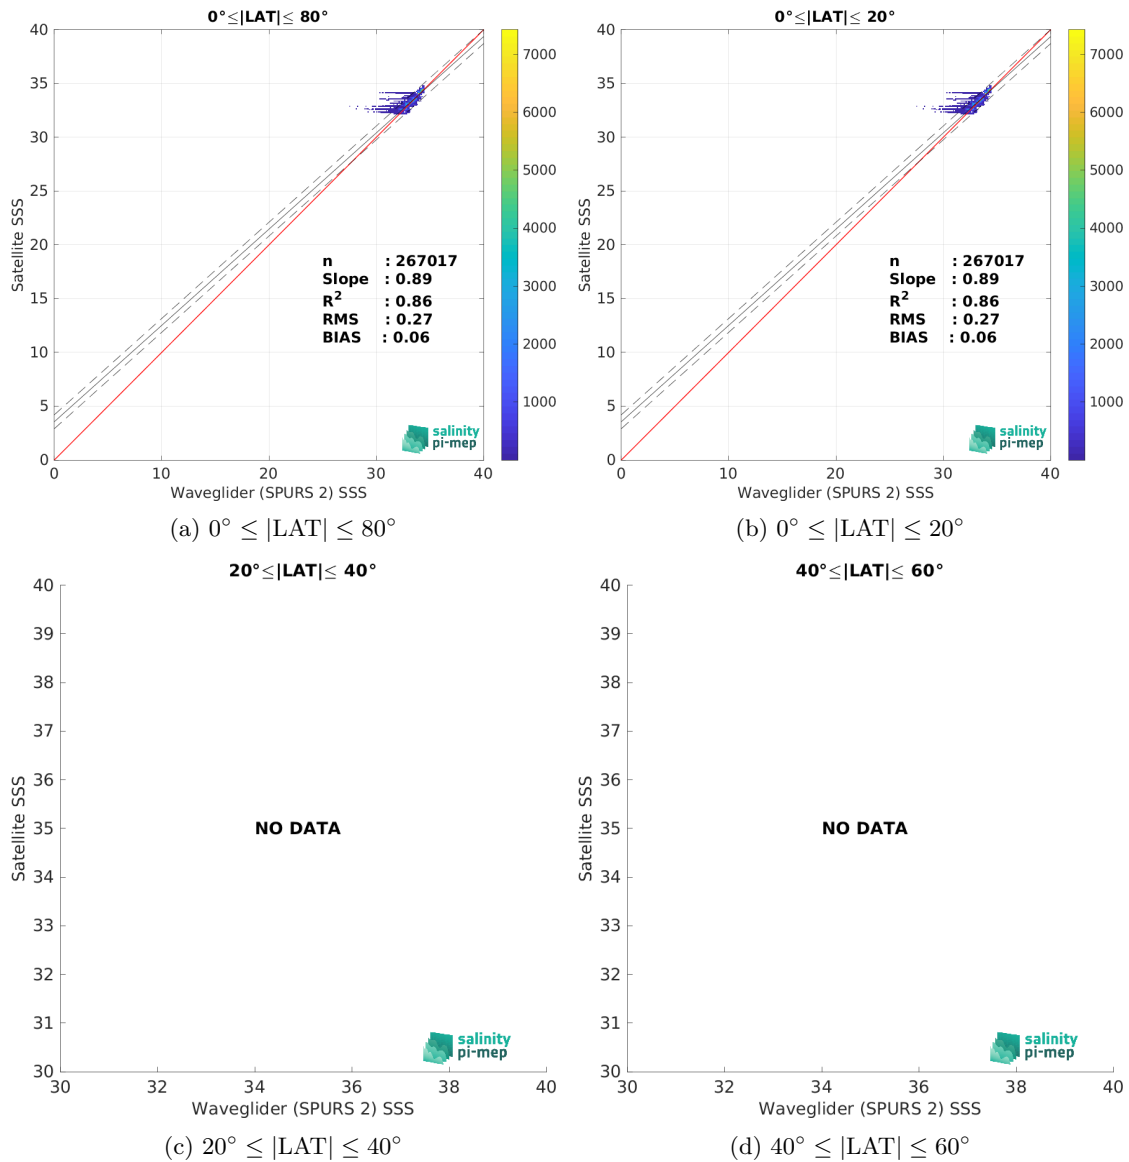 0°≤|LAT|≤ 80°
40
35
30
25
20
15
10
5
0
Satellite SSS
n : 267017
Slope : 0.89
R² : 0.86
RMS : 0.27
BIAS : 0.06
salinity
pi-mep
0 10 20 30 40
Waveglider (SPURS 2) SSS
7000
6000
5000
4000
3000
2000
1000
(a) 0° ≤ |LAT| ≤ 80°
0°≤|LAT|≤ 20°
40
35
30
25
20
15
10
5
0
Satellite SSS
n : 267017
Slope : 0.89
R² : 0.86
RMS : 0.27
BIAS : 0.06
salinity
pi-mep
0 10 20 30 40
Waveglider (SPURS 2) SSS
7000
6000
5000
4000
3000
2000
1000
(b) 0° ≤ |LAT| ≤ 20°
20°≤|LAT|≤ 40°
40
39
38
37
36
35
34
33
32
31
30
Satellite SSS
NO DATA
salinity
pi-mep
30 32 34 36 38 40
Waveglider (SPURS 2) SSS
(c) 20° ≤ |LAT| ≤ 40°
40°≤|LAT|≤ 60°
40
39
38
37
36
35
34
33
32
31
30
Satellite SSS
NO DATA
salinity
pi-mep
30 32 34 36 38 40
Waveglider (SPURS 2) SSS
(d) 40° ≤ |LAT| ≤ 60°